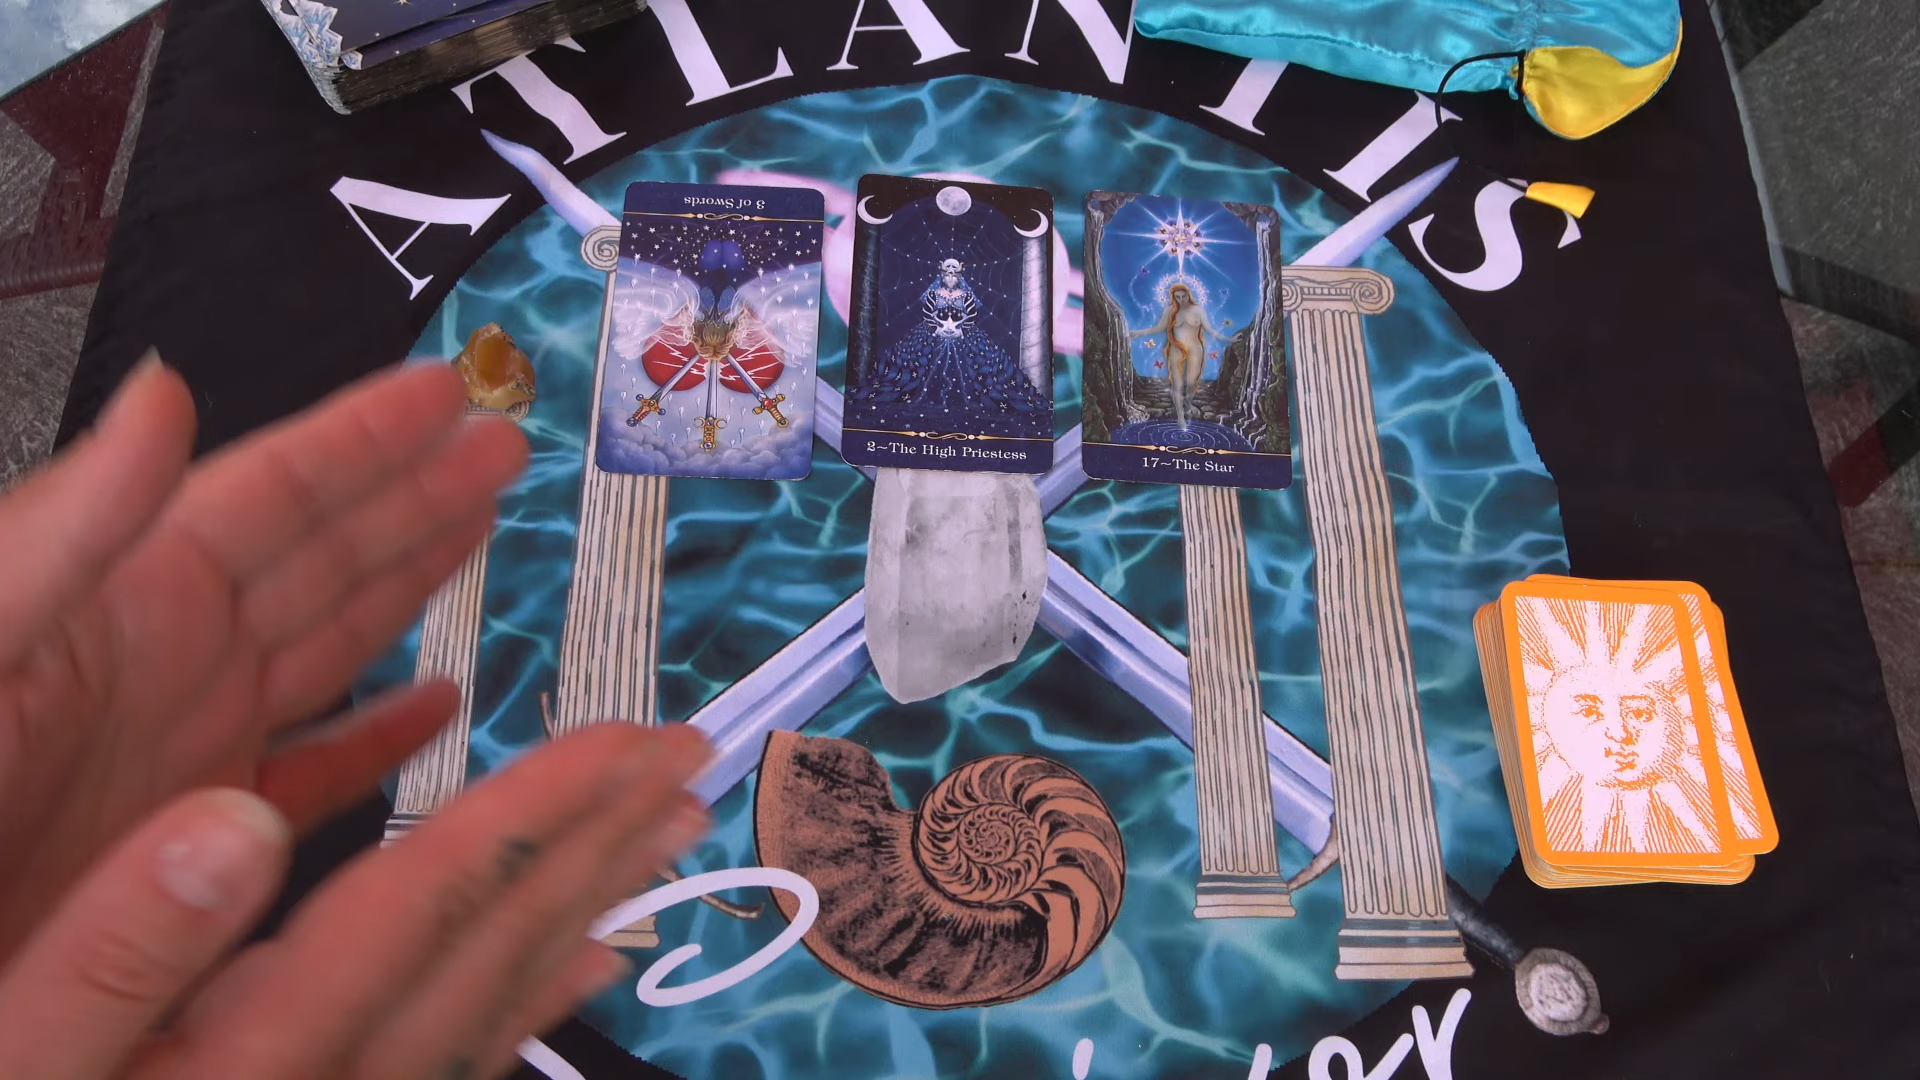 ATLANTIS
3 of Swords
2~The High Priestess
17~The Star